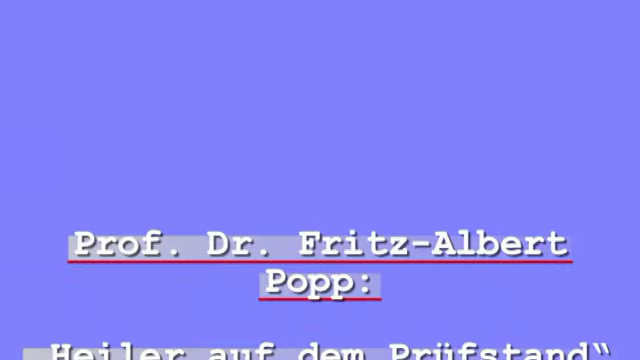 Prof. Dr. Fritz-Albert
Popp:
Heiler auf dem Prüfstand“